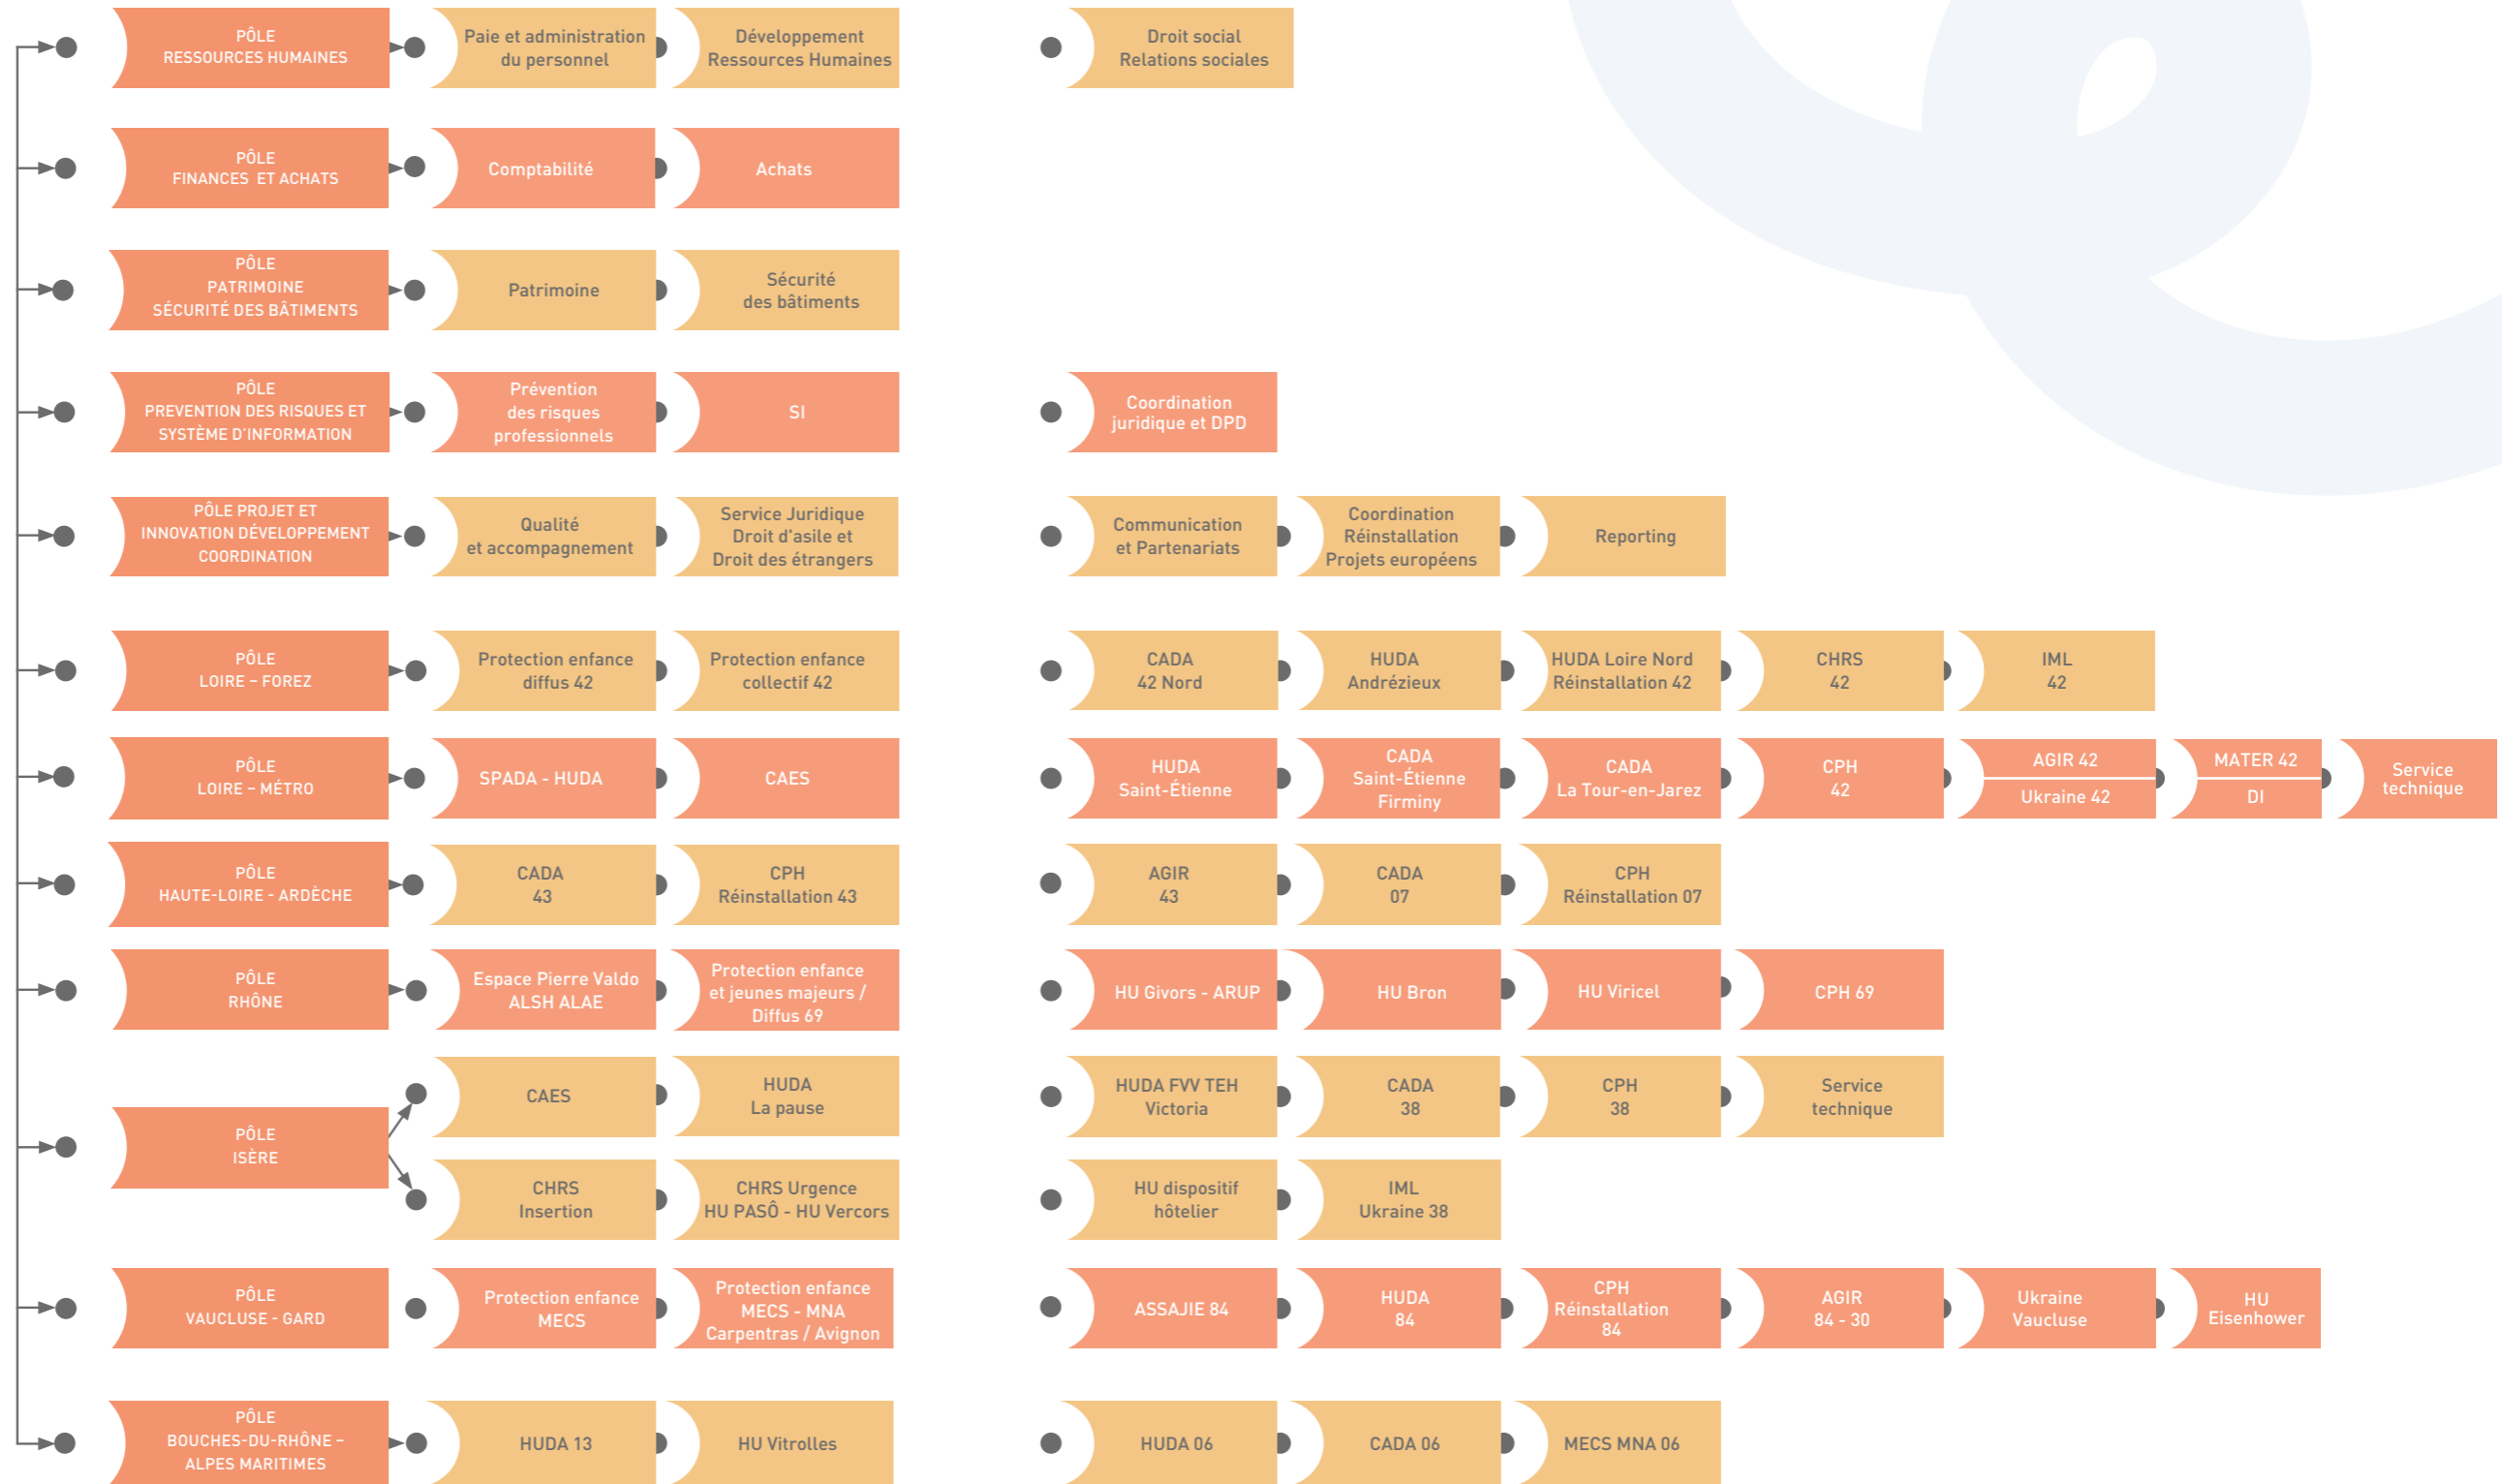 PÔLE
RESSOURCES HUMAINES
Paie et administration
du personnel
Développement
Ressources Humaines
Droit social
Relations sociales
PÔLE
FINANCES ET ACHATS
Comptabilité
Achats
PÔLE
PATRIMOINE
SÉCURITÉ DES BÂTIMENTS
Patrimoine
Sécurité
des bâtiments
PÔLE
PREVENTION DES RISQUES ET
SYSTÈME D'INFORMATION
Prévention
des risques
professionnels
SI
Coordination
juridique et DPD
PÔLE PROJET ET
INNOVATION DÉVELOPPEMENT
COORDINATION
Qualité
et accompagnement
Service Juridique
Droit d'asile et
Droit des étrangers
Communication
et Partenariats
Coordination
Réinstallation
Projets européens
Reporting
PÔLE
LOIRE – FOREZ
Protection enfance
diffus 42
Protection enfance
collectif 42
CADA
42 Nord
HUDA
Andrézieux
HUDA Loire Nord
Réinstallation 42
CHRS
42
IML
42
PÔLE
LOIRE – MÉTRO
SPADA - HUDA
CAES
HUDA
Saint-Étienne
CADA
Saint-Étienne
Firminy
CADA
La Tour-en-Jarez
CPH
42
AGIR 42
Ukraine 42
MATER 42
DI
Service
technique
PÔLE
HAUTE-LOIRE - ARDÈCHE
CADA
43
CPH
Réinstallation 43
AGIR
43
CADA
07
CPH
Réinstallation 07
PÔLE
RHÔNE
Espace Pierre Valdo
ALSH ALAE
Protection enfance
et jeunes majeurs /
Diffus 69
HU Givors - ARUP
HU Bron
HU Viricel
CPH 69
PÔLE
ISÈRE
CAES
HUDA
La pause
HUDA FVV TEH
Victoria
CADA
38
CPH
38
Service
technique
CHRS
Insertion
CHRS Urgence
HU PASÔ - HU Vercors
HU dispositif
hôtelier
IML
Ukraine 38
PÔLE
VAUCLUSE - GARD
Protection enfance
MECS
Protection enfance
MECS - MNA
Carpentras / Avignon
ASSAJIE 84
HUDA
84
CPH
Réinstallation
84
AGIR
84 - 30
Ukraine
Vaucluse
HU
Eisenhower
PÔLE
BOUCHES-DU-RHÔNE –
ALPES MARITIMES
HUDA 13
HU Vitrolles
HUDA 06
CADA 06
MECS MNA 06